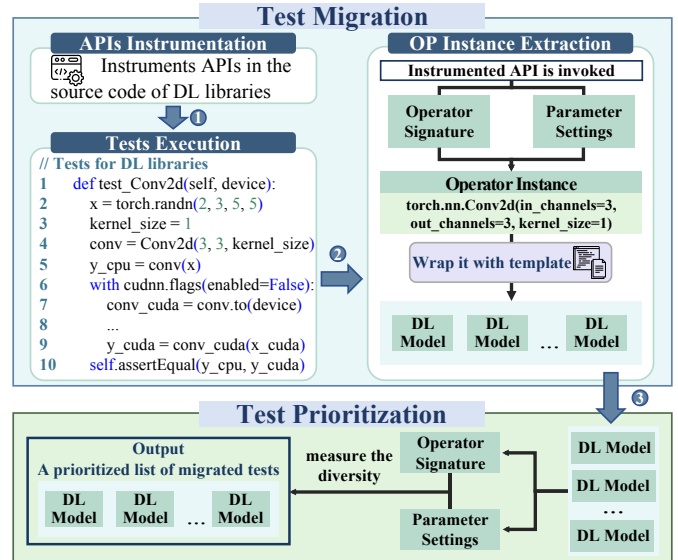 Test Migration
APIs Instrumentation
Instruments APIs in the
source code of DL libraries
1
Tests Execution
// Tests for DL libraries
1 def test_Conv2d(self, device):
2 x = torch.randn(2, 3, 5, 5)
3 kernel_size = 1
4 conv = Conv2d(3, 3, kernel_size)
5 y_cpu = conv(x)
6 with cudnn.flags(enabled=False):
7 conv_cuda = conv.to(device)
8 ...
9 y_cuda = conv_cuda(x_cuda)
10 self.assertEqual(y_cpu, y_cuda)
2
OP Instance Extraction
Instrumented API is invoked
Operator
Signature
Parameter
Settings
Operator Instance
torch.nn.Conv2d(in_channels=3,
out_channels=3, kernel_size=1)
Wrap it with template
DL
Model
DL
Model
...
DL
Model
3
Test Prioritization
Output
A prioritized list of migrated tests
DL
Model
DL
Model
...
DL
Model
measure the
diversity
Operator
Signature
Parameter
Settings
DL Model
DL Model
...
DL Model